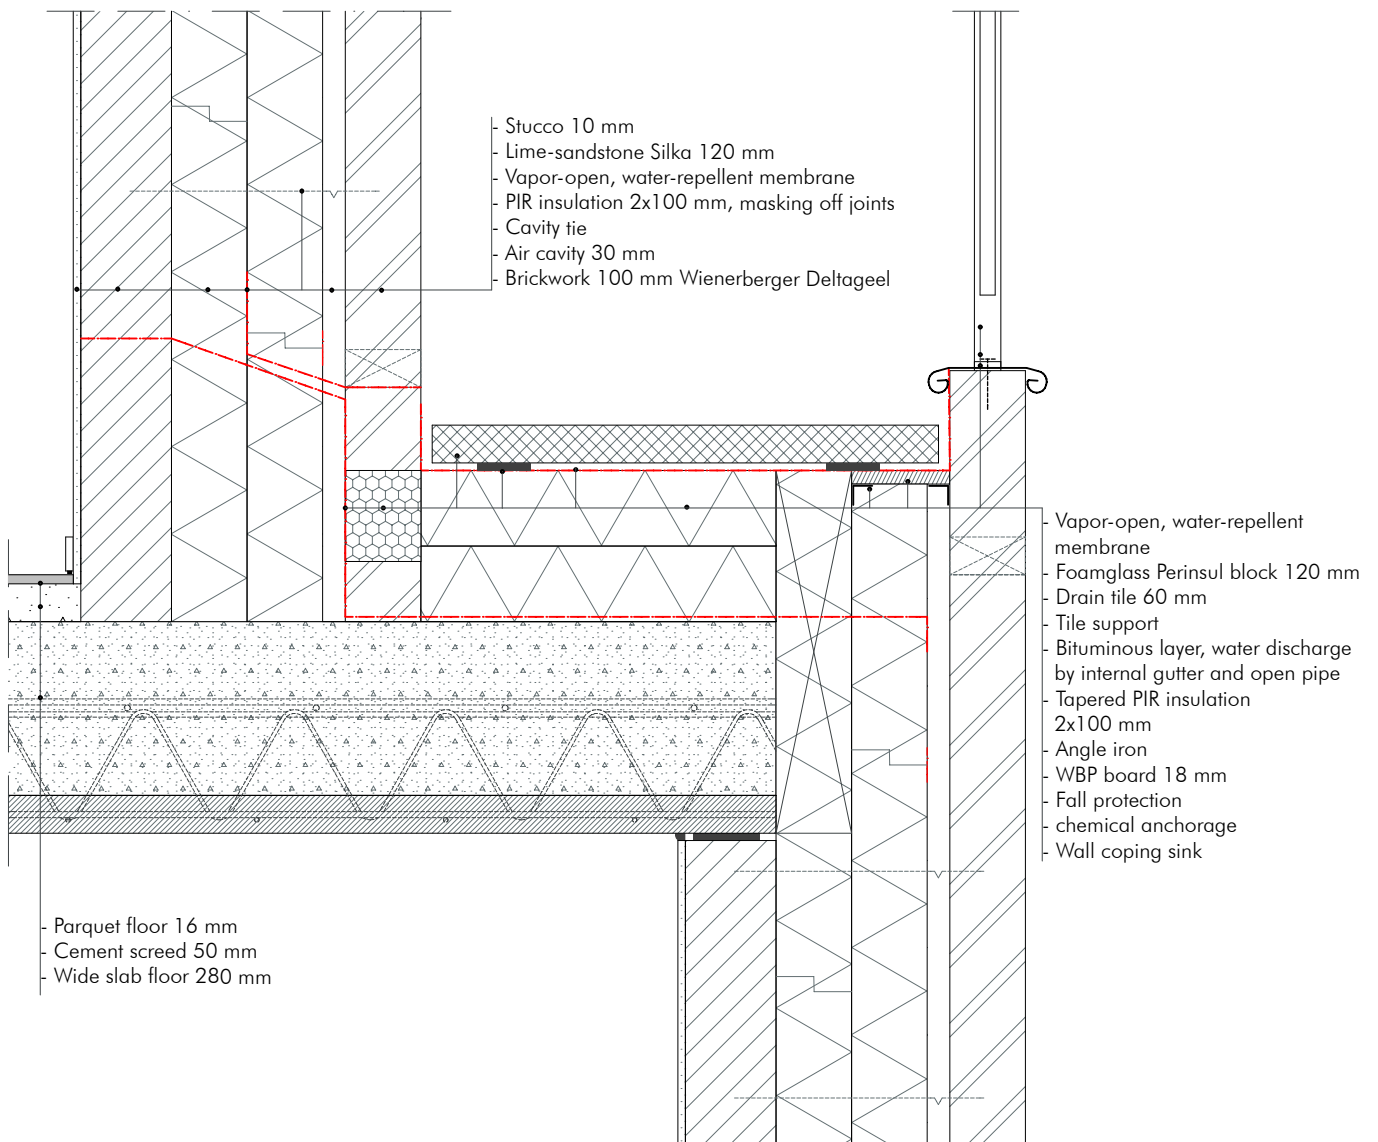 - Stucco 10 mm
- Lime-sandstone Silka 120 mm
- Vapor-open, water-repellent membrane
- PIR insulation 2x100 mm, masking off joints
- Cavity tie
- Air cavity 30 mm
- Brickwork 100 mm Wienerberger Deltageel
- Vapor-open, water-repellent
membrane
- Foamglass Perinsul block 120 mm
- Drain tile 60 mm
- Tile support
- Bituminous layer, water discharge
by internal gutter and open pipe
- Tapered PIR insulation
2x100 mm
- Angle iron
- WBP board 18 mm
- Fall protection
- chemical anchorage
- Wall coping sink
- Parquet floor 16 mm
- Cement screed 50 mm
- Wide slab floor 280 mm